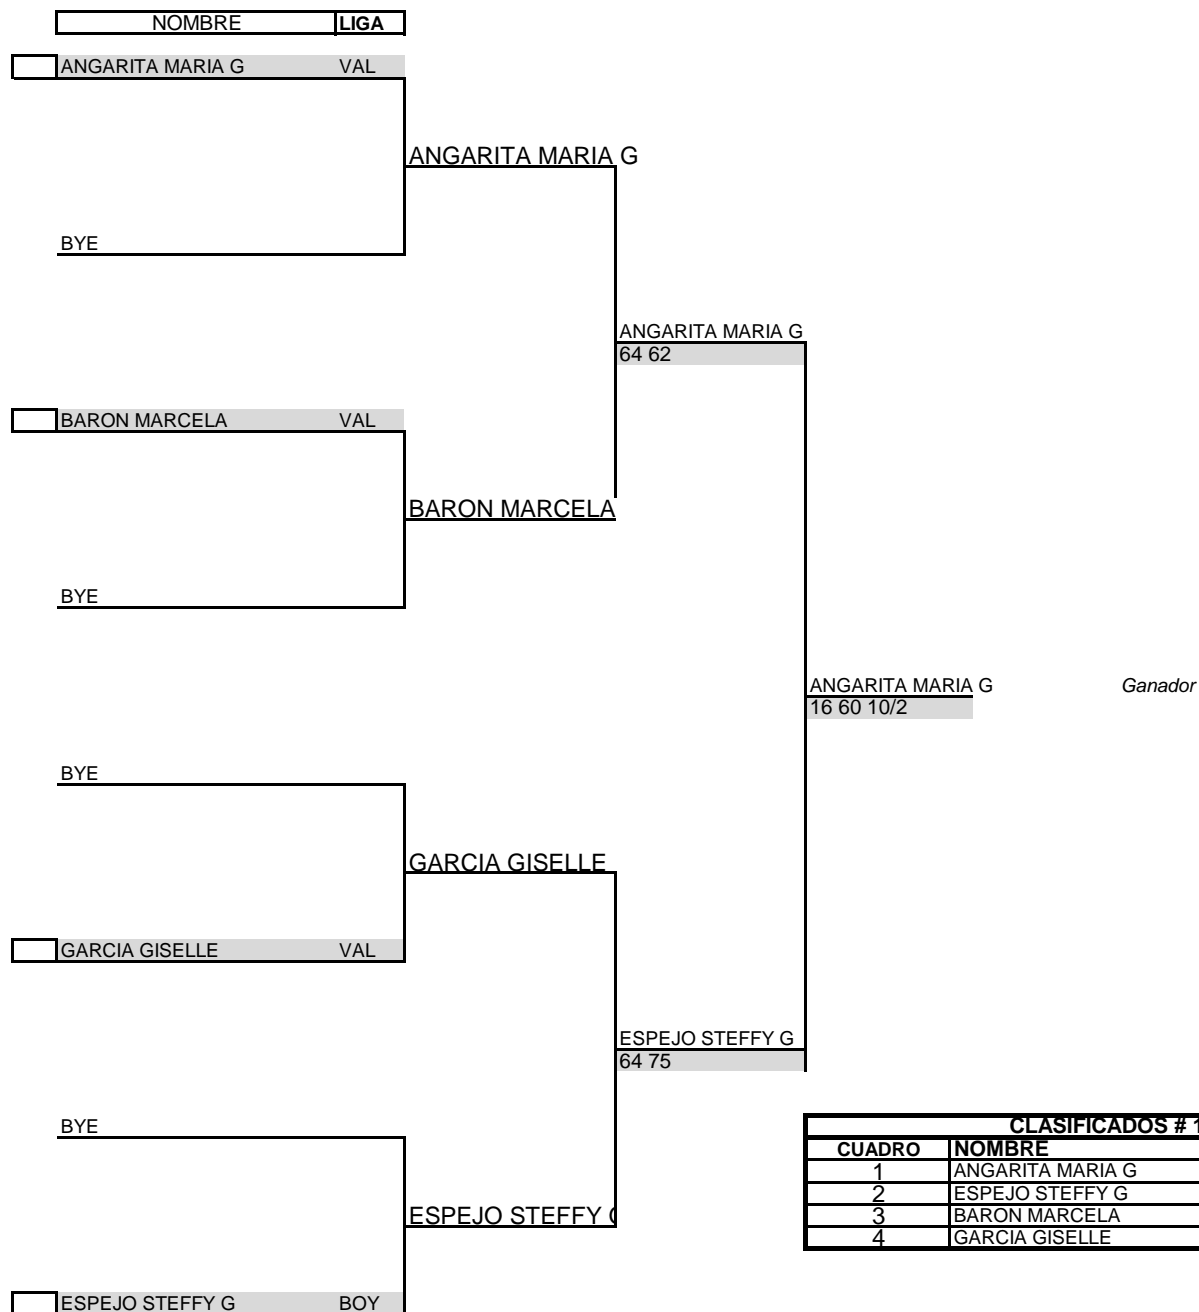 NOMBRE LIGA
ANGARITA MARIA G VAL
ANGARITA MARIA G
BYE
ANGARITA MARIA G
64 62
BARON MARCELA VAL
BARON MARCELA
BYE
ANGARITA MARIA G Ganador
16 60 10/2
BYE
GARCIA GISELLE
GARCIA GISELLE VAL
ESPEJO STEFFY G
64 75
BYE
CLASIFICADOS # 1
CUADRO NOMBRE
1 ANGARITA MARIA G
2 ESPEJO STEFFY G
3 BARON MARCELA
4 GARCIA GISELLE
ESPEJO STEFFY
ESPEJO STEFFY G BOY